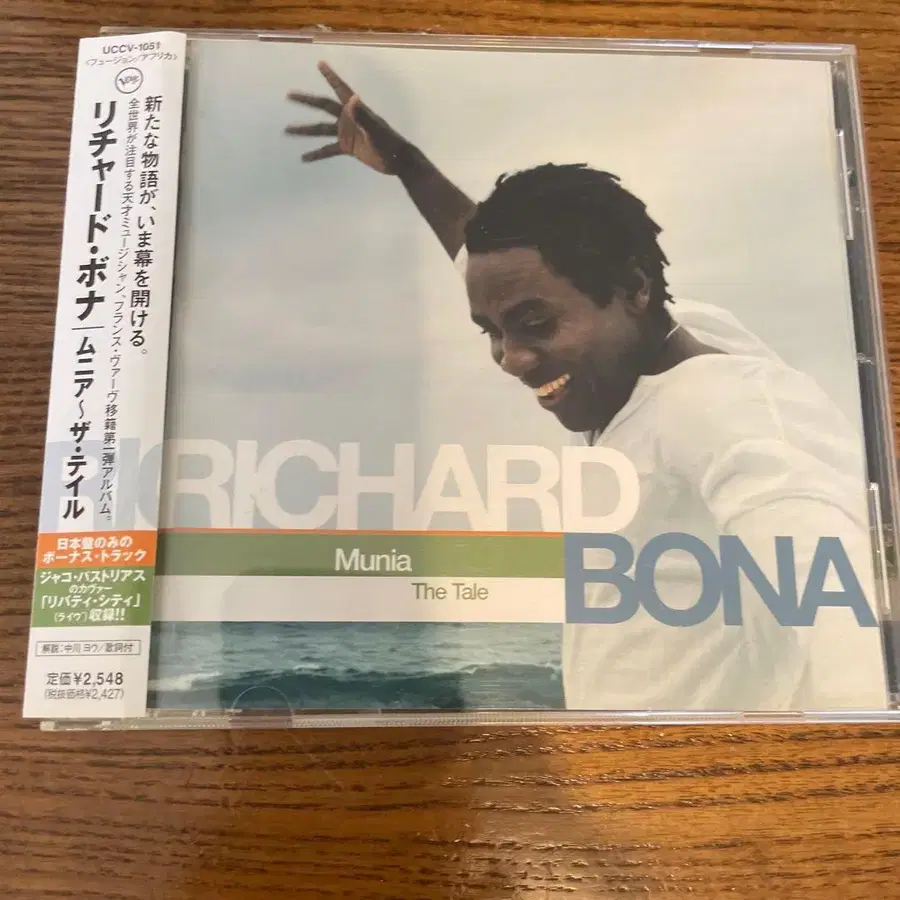 UCCV-1051
〈フュージョン/アフリカ〉
Verve
新たな物語が、いま幕を開ける。
全世界が注目する天才ミュージシャン、フランス・ヴァーヴ移籍第一弾アルバム。
リチャード・ボナ|ムニア〜ザ・テイル
日本盤のみの
ボーナス・トラック
ジャコ・パストリアス
のカヴァー
「リバティ・シティ」
(ライヴ)収録!!
解説:中川 ヨウ/歌詞付
定価¥2,548
(税抜価格¥2,427)
RICHARD
BONA
Munia
The Tale